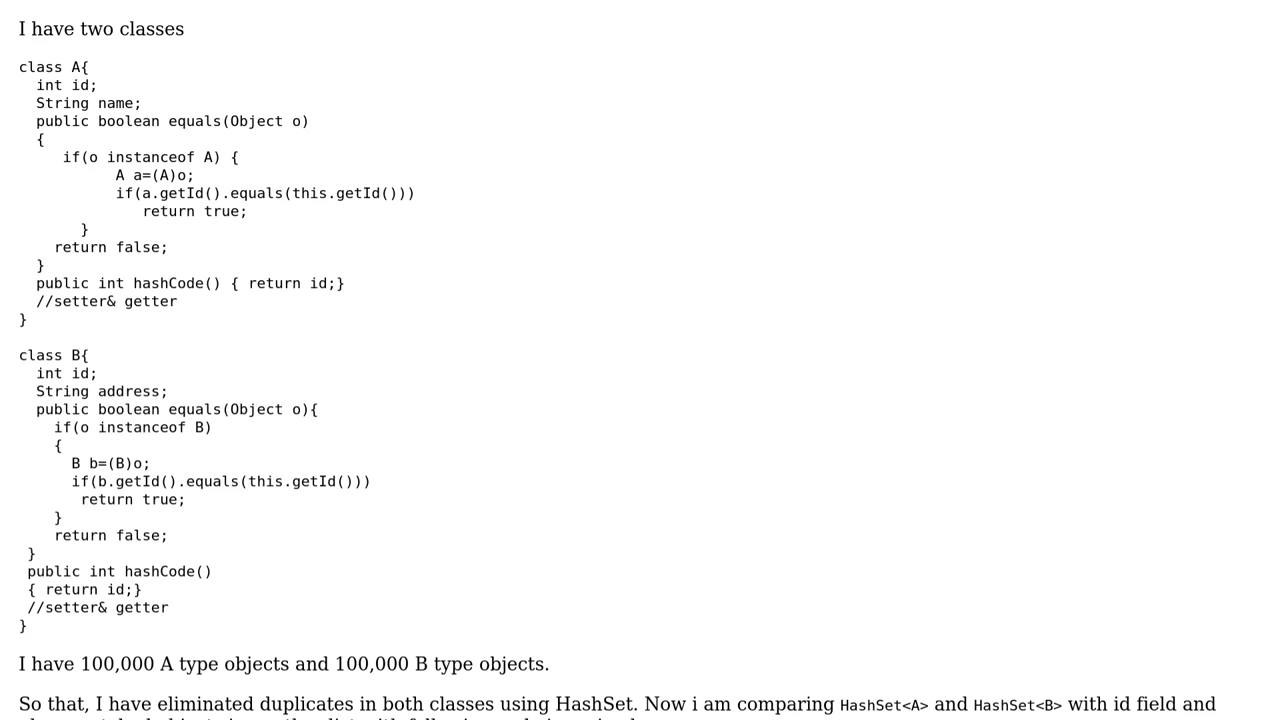 I have two classes
class A{
  int id;
  String name;
  public boolean equals(Object o)
  {
     if(o instanceof A) {
           A a=(A)o;
           if(a.getId().equals(this.getId()))
              return true;
       }
    return false;
  }
  public int hashCode() { return id;}
  //setter& getter
}
class B{
  int id;
  String address;
  public boolean equals(Object o){
    if(o instanceof B)
    {
      B b=(B)o;
      if(b.getId().equals(this.getId()))
       return true;
    }
    return false;
 }
 public int hashCode()
 { return id;}
 //setter& getter
}
I have 100,000 A type objects and 100,000 B type objects.
So that, I have eliminated duplicates in both classes using HashSet. Now i am comparing HashSet<A> and HashSet<B> with id field and